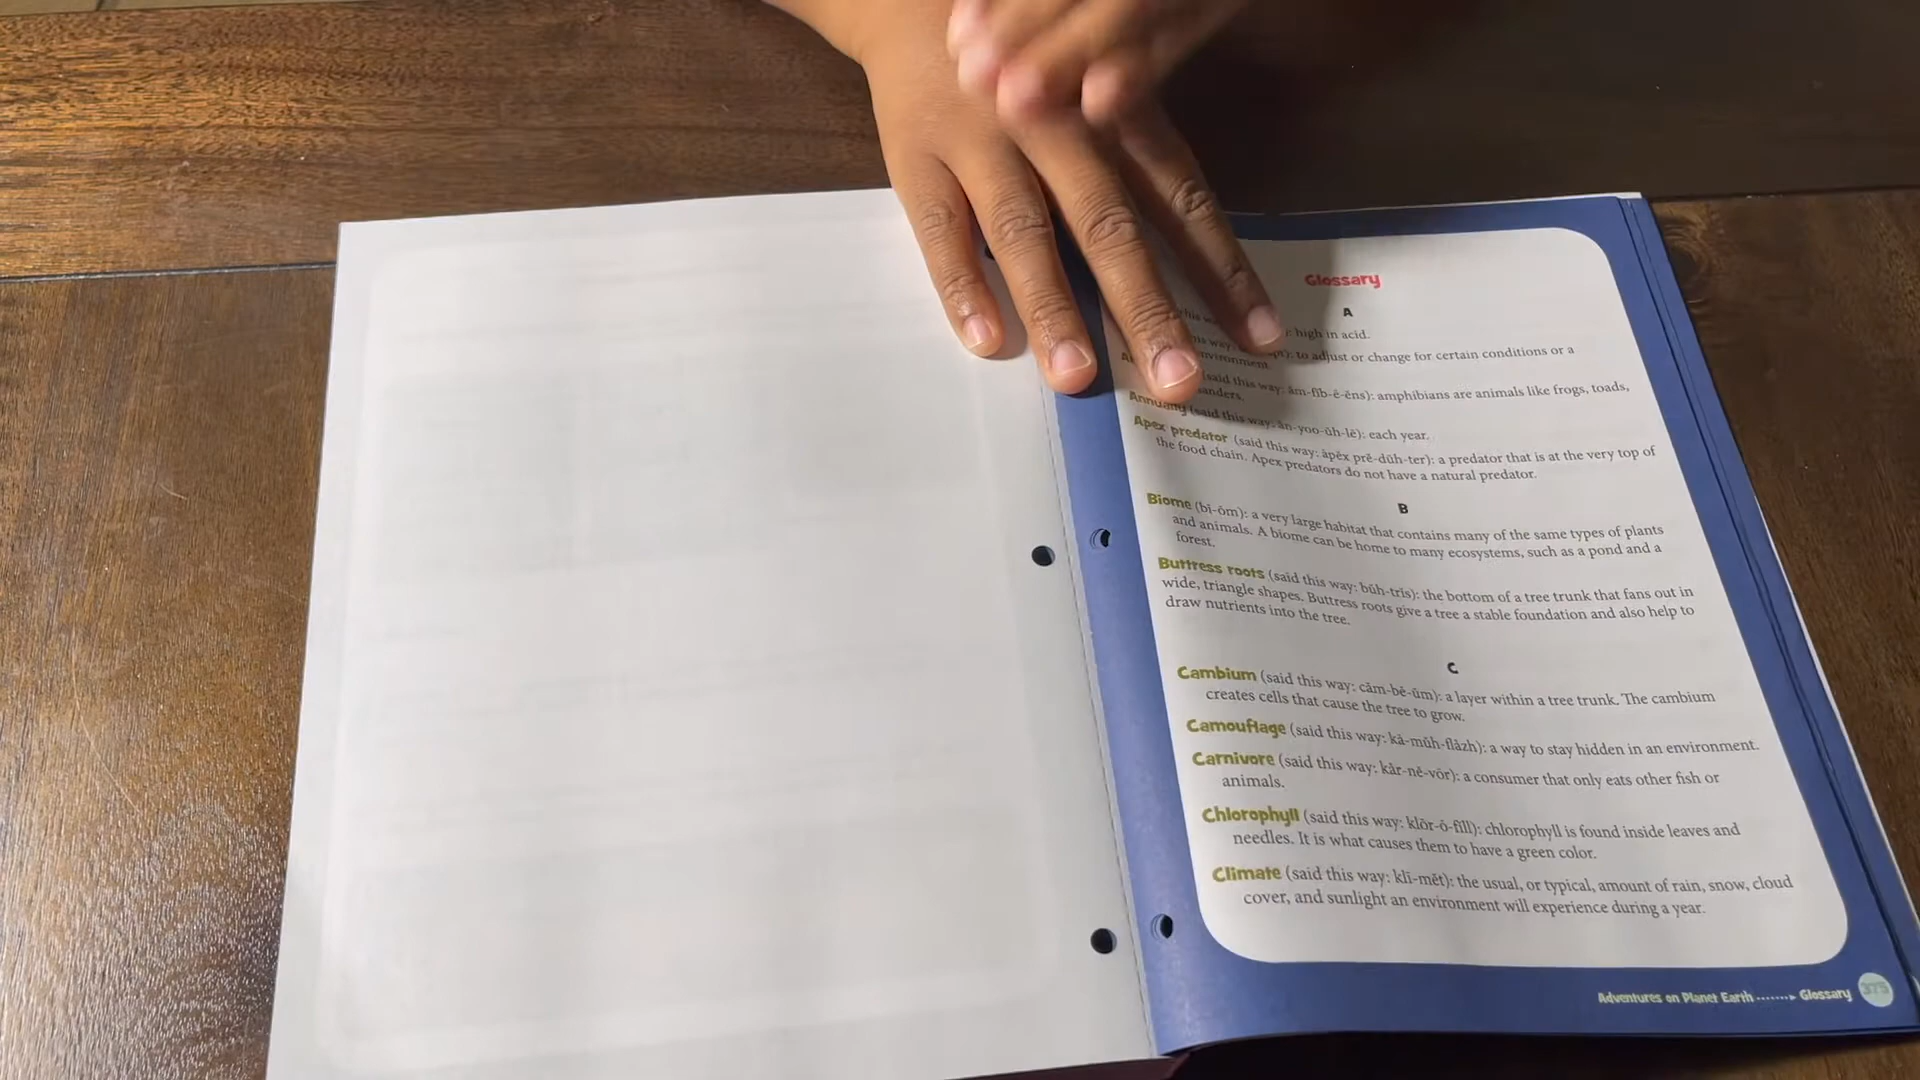 Glossary
A
high in acid.
to adjust or change for certain conditions or a
environment.
(said this way: ăm-fĭb-ē-ĕns): amphibians are animals like frogs, toads,
Annually (said this way: ăn-yoo-ŭh-lē): each year.
Apex predator (said this way: āpĕx prĕ-dŭh-ter): a predator that is at the very top of
the food chain. Apex predators do not have a natural predator.
B
Biome (bī-ōm): a very large habitat that contains many of the same types of plants
and animals. A biome can be home to many ecosystems, such as a pond and a
forest.
Buttress roots (said this way: bŭh-trĭs): the bottom of a tree trunk that fans out in
wide, triangle shapes. Buttress roots give a tree a stable foundation and also help to
draw nutrients into the tree.
C
Cambium (said this way: căm-bē-ŭm): a layer within a tree trunk. The cambium
creates cells that cause the tree to grow.
Camouflage (said this way: kă-mŭh-flăzh): a way to stay hidden in an environment.
Carnivore (said this way: kăr-nĕ-vōr): a consumer that only eats other fish or
animals.
Chlorophyll (said this way: klōr-ō-fĭll): chlorophyll is found inside leaves and
needles. It is what causes them to have a green color.
Climate (said this way: klī-mĕt): the usual, or typical, amount of rain, snow, cloud
cover, and sunlight an environment will experience during a year.
Adventures on Planet Earth ....... Glossary 375